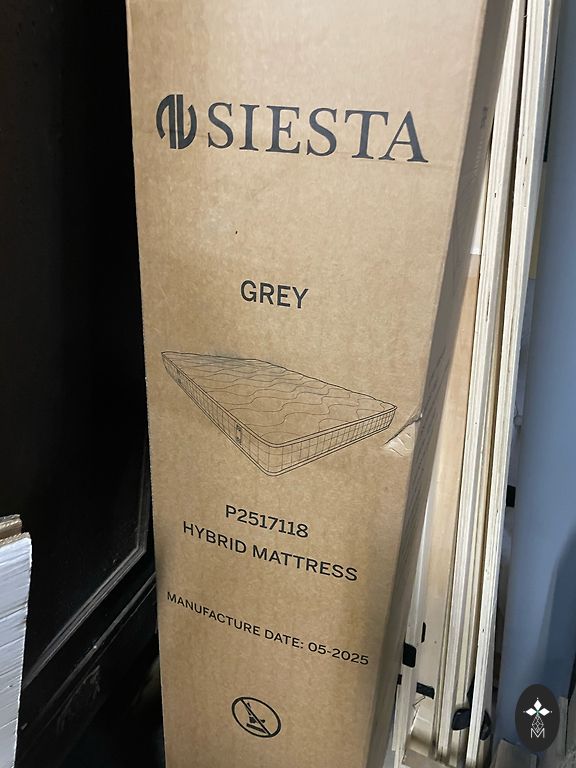 SIESTA
GREY
P2517118
HYBRID MATTRESS
MANUFACTURE DATE: 05-2025